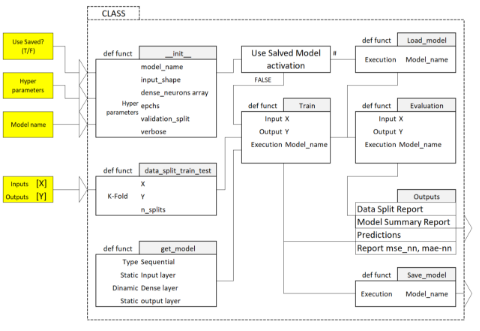 CLASS
Use Saved?
(T/F)
Hyper
parameters
Model name
Inputs [X]
Outputs [Y]
def funct __init__
model_name
input_shape
dense_neurons array
Hyper
parameters
epchs
validation_split
verbose
Use Salved Model
activation
#
FALSE
def funct Load_model
Execution Model_name
def funct Train
Input X
Output Y
Execution Model_name
def funct Evaluation
Input X
Output Y
Execution Model_name
def funct data_split_train_test
X
K-Fold Y
n_splits
Outputs
Data Split Report
Model Summary Report
Predictions
Report mse_nn, mae-nn
def funct get_model
Type Sequential
Static Input layer
Dinamic Dense layer
Static output layer
def funct Save_model
Execution Model_name